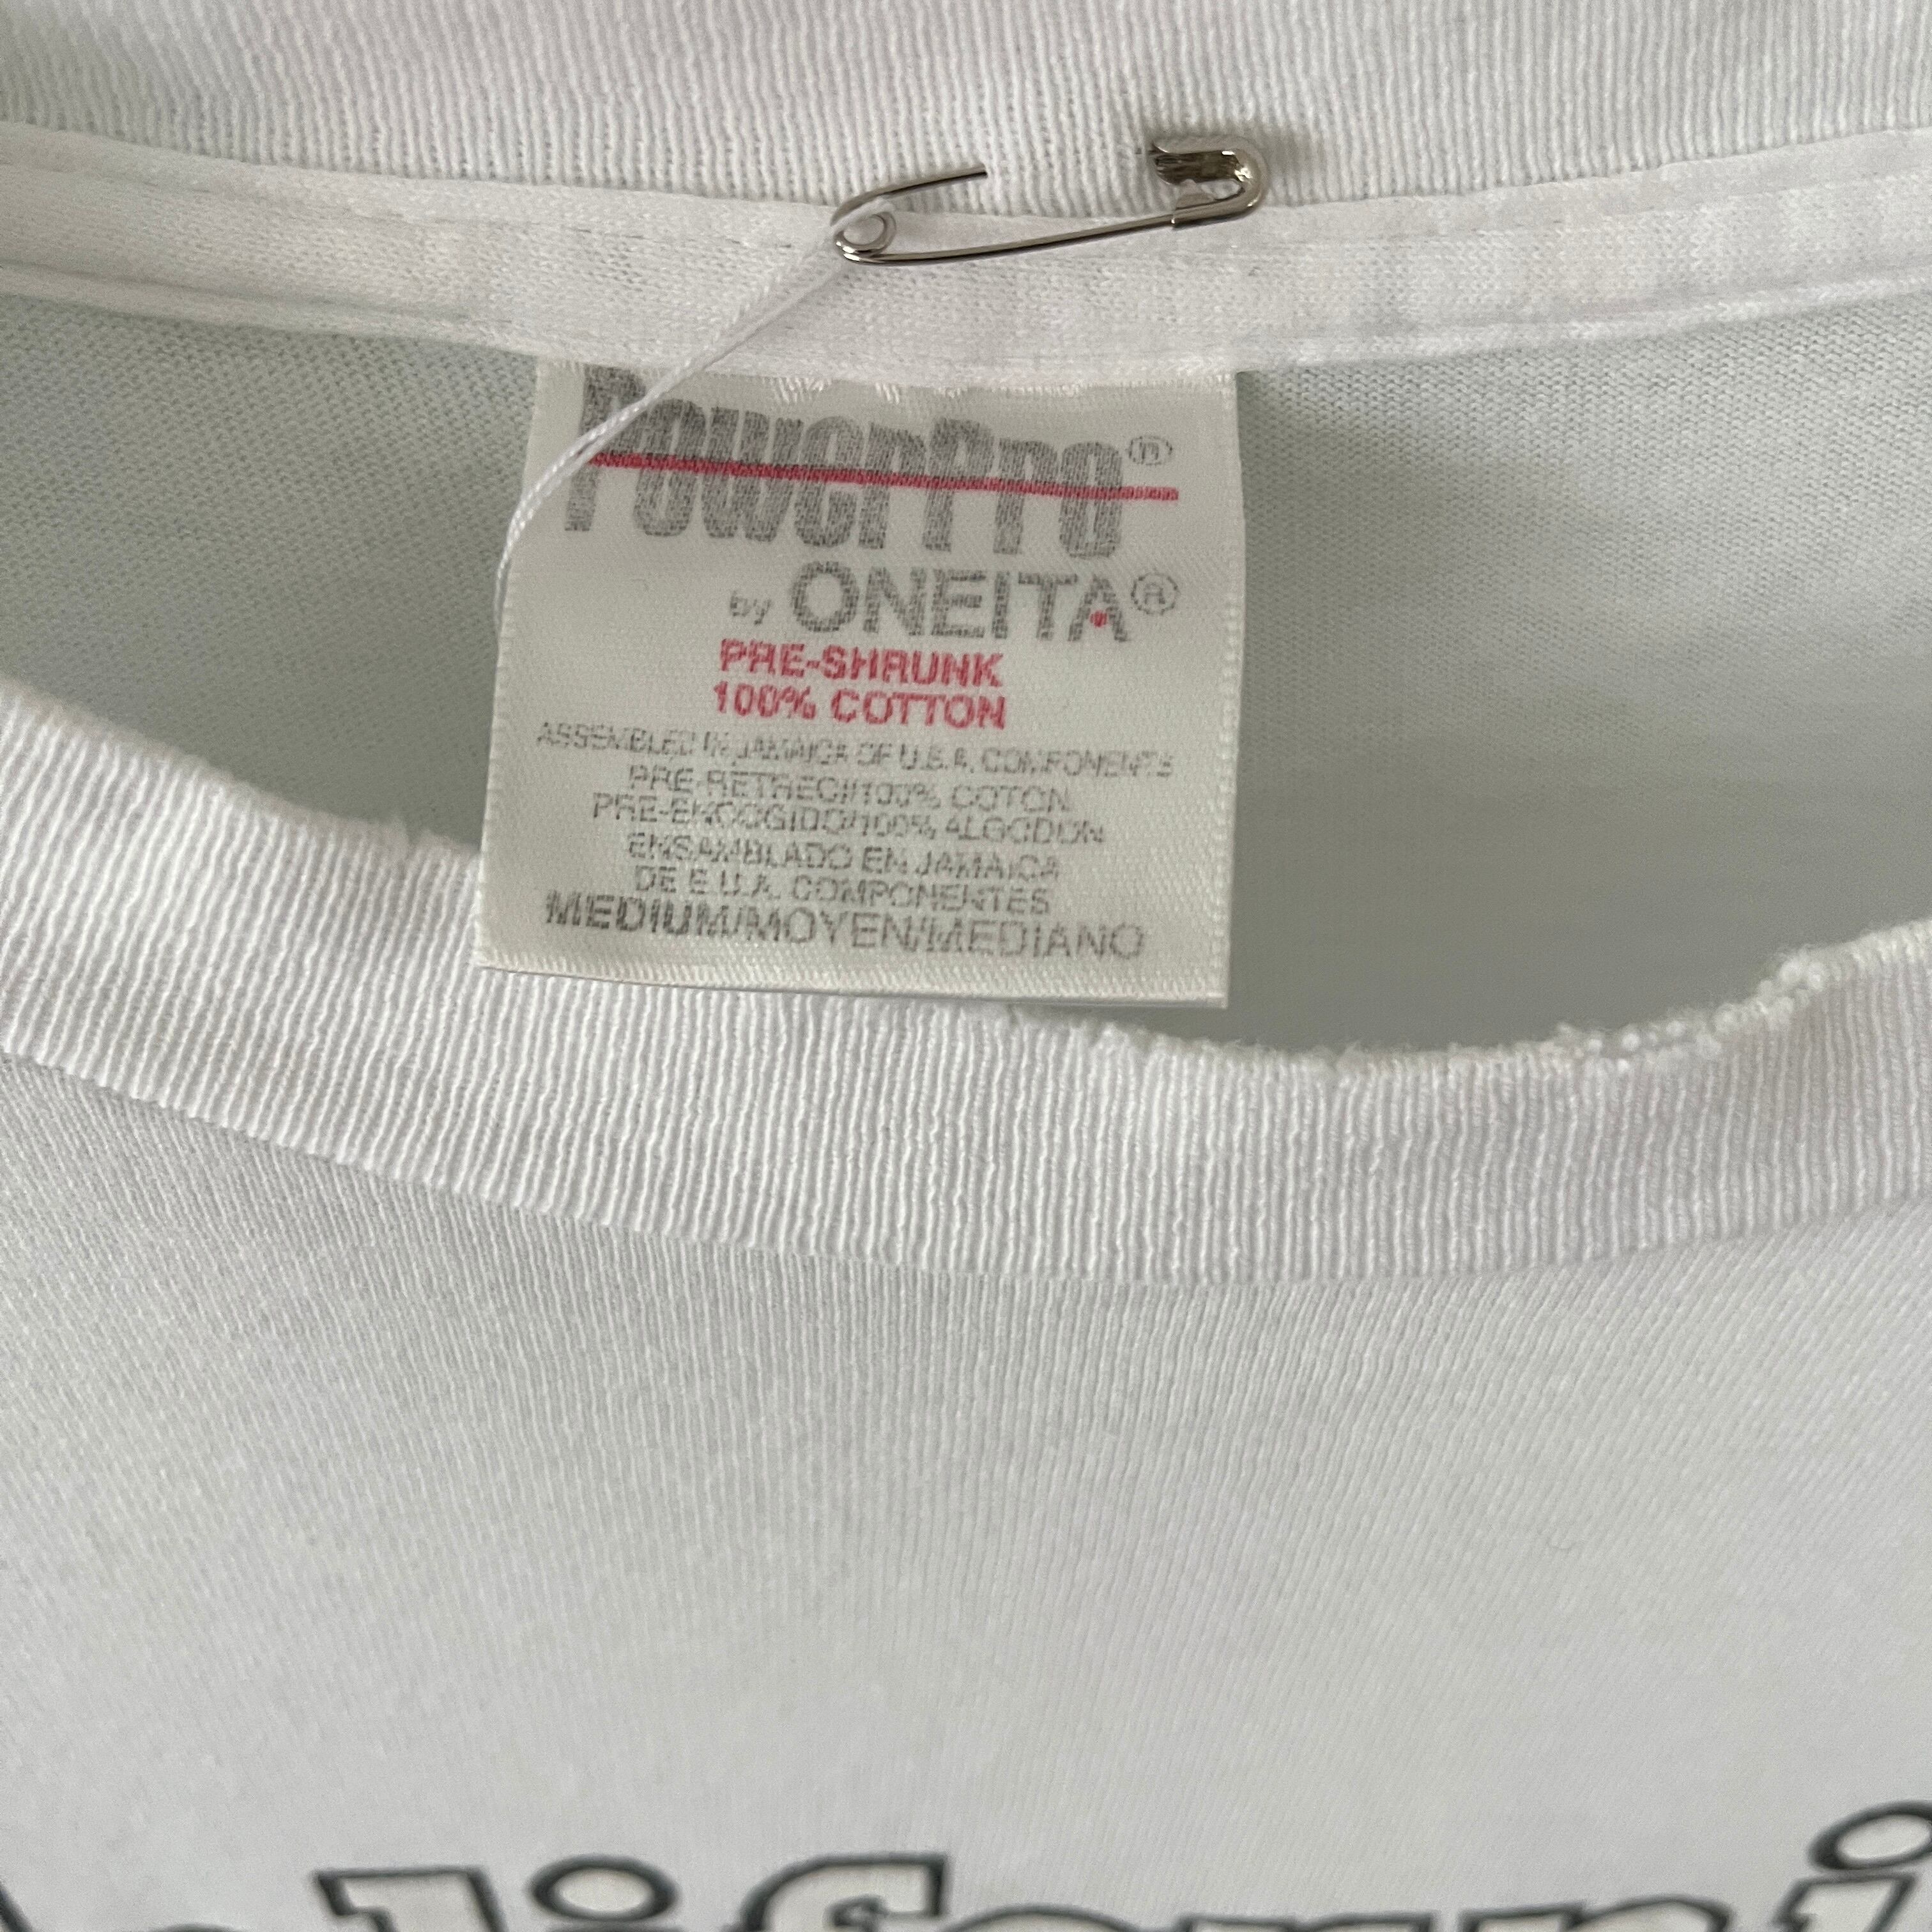 PowerPro®
by ONEITA®
PRE-SHRUNK
100% COTTON
ASSEMBLED IN JAMAICA OF U.S.A. COMPONENTS
PRE-RETRECI/100% COTON
PRE-ENCOGIDO/100% ALGODON
ENSAMBLADO EN JAMAICA
DE E.U.A. COMPONENTES
MEDIUM/MOYEN/MEDIANO